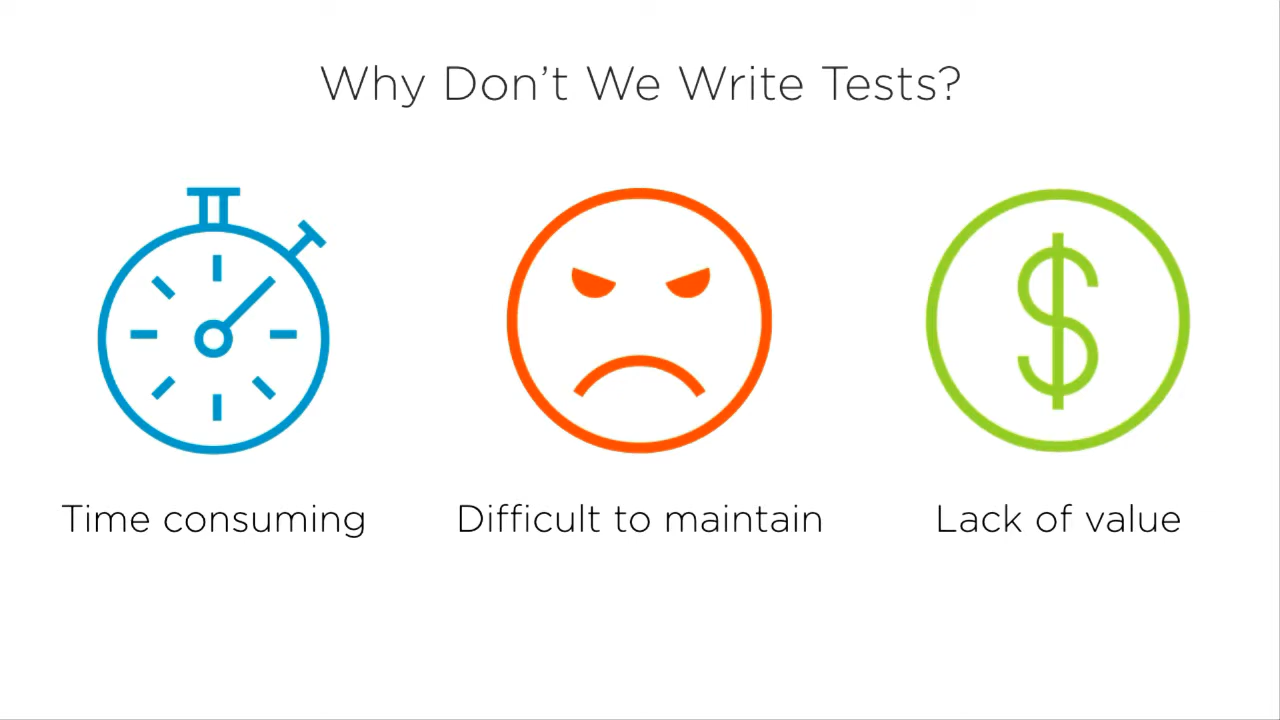 Why Don’t We Write Tests?
Time consuming
Difficult to maintain
Lack of value